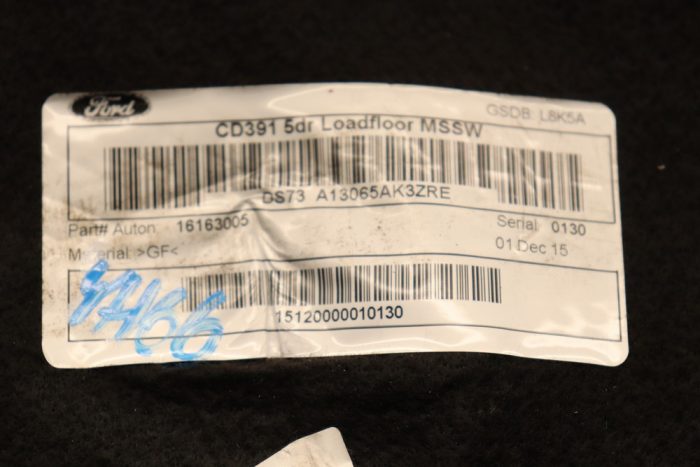 Ford
GSDB: L8K5A
CD391 5dr Loadfloor MSSW
DS73 A13065AK3ZRE
Part# Auton 16163005
Serial 0130
Material >GF<
01 Dec 15
15120000010130